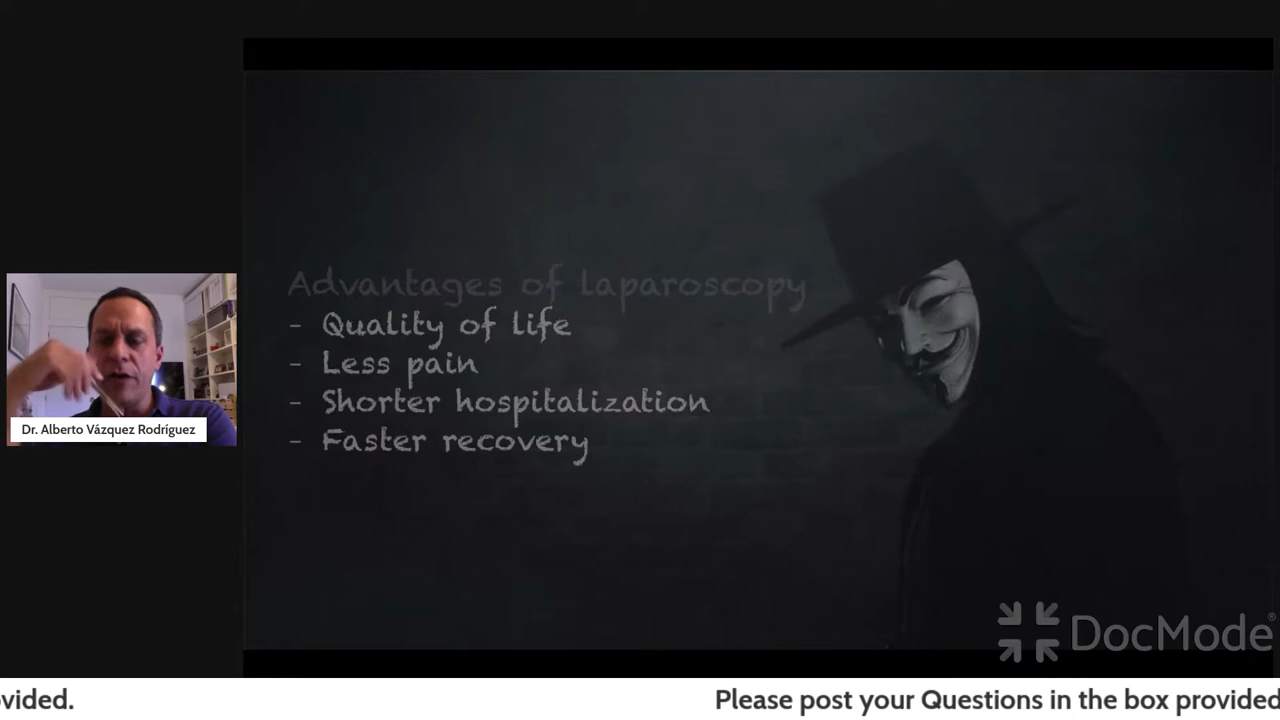 Advantages of laparoscopy
- Quality of life
- Less pain
- Shorter hospitalization
- Faster recovery
Dr. Alberto Vázquez Rodríguez
DocMode®
ovided.
Please post your Questions in the box provided